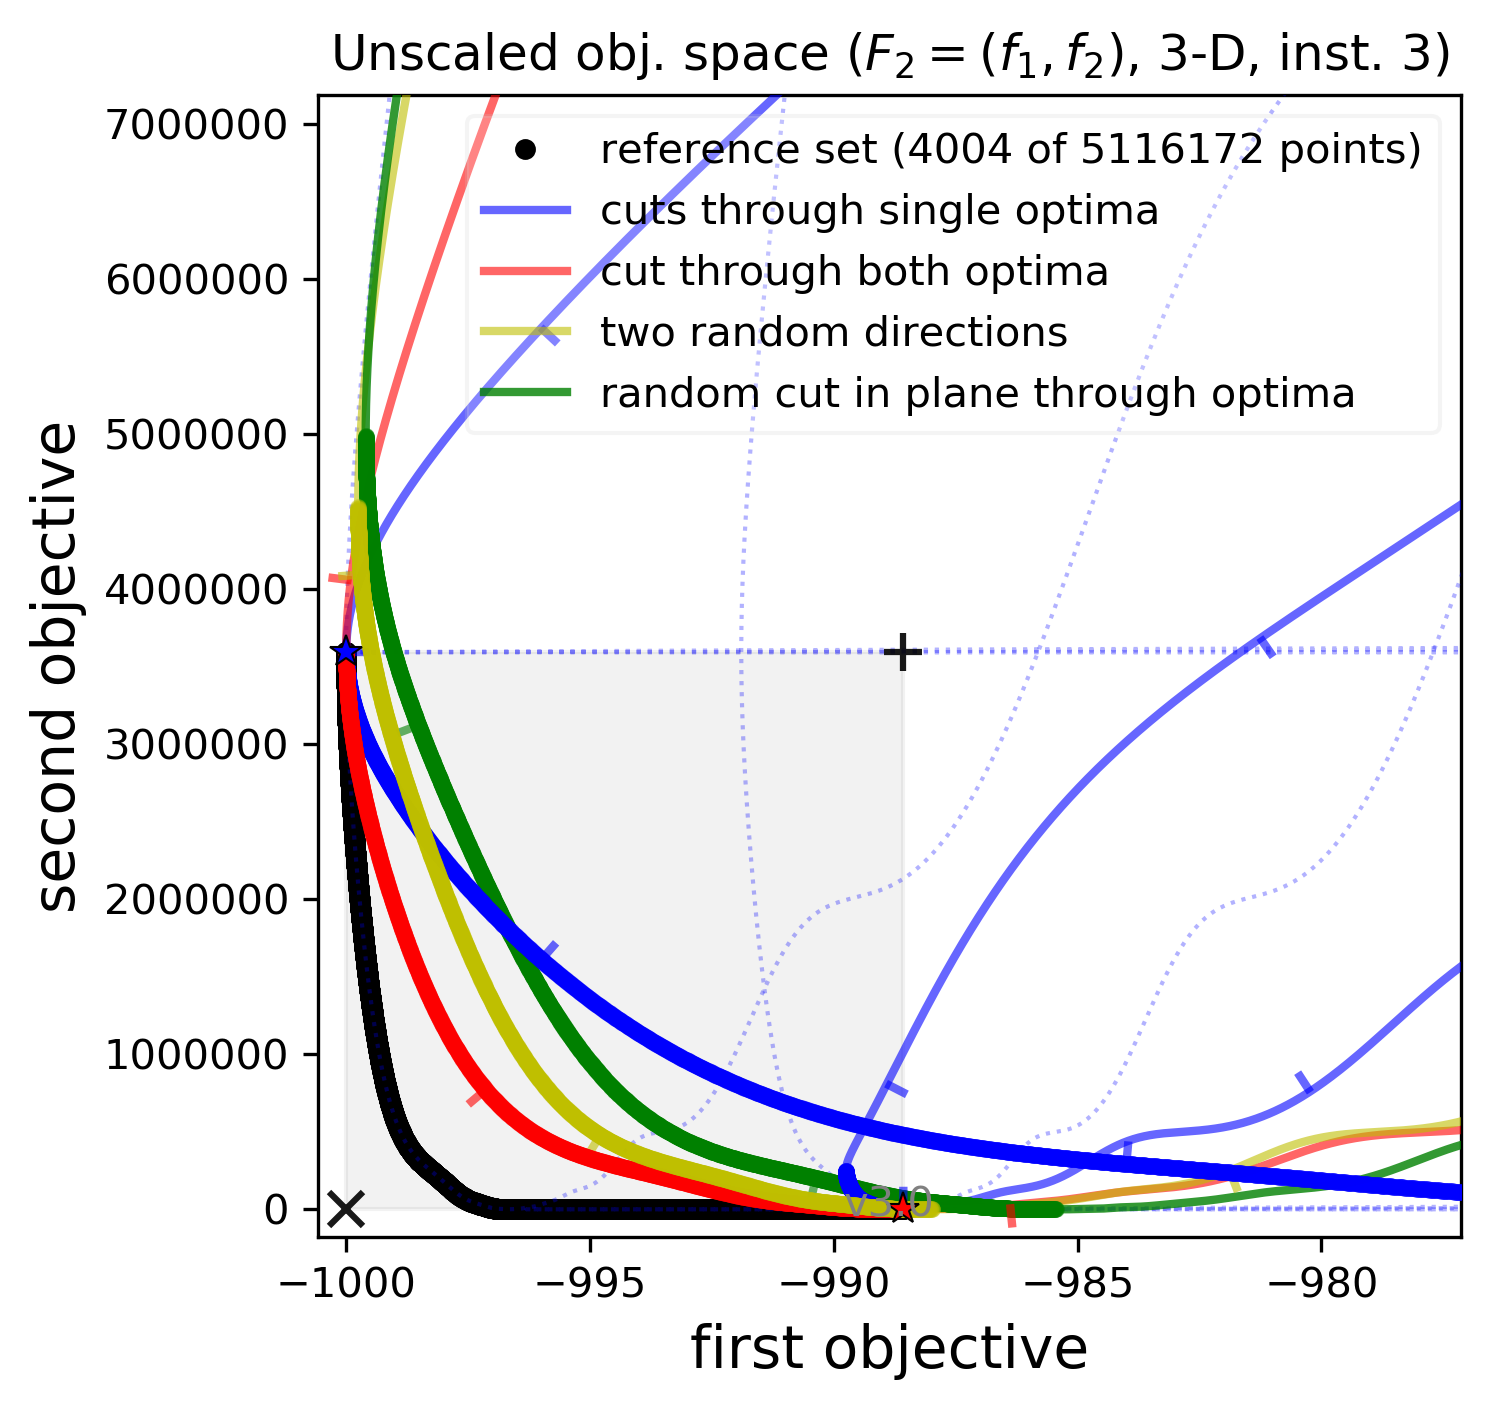 Unscaled obj. space (F₂ = (f₁, f₂), 3-D, inst. 3)
7000000
6000000
5000000
4000000
3000000
2000000
1000000
0
second objective
reference set (4004 of 5116172 points)
cuts through single optima
cut through both optima
two random directions
random cut in plane through optima
v3.0
−1000
−995
−990
−985
−980
first objective